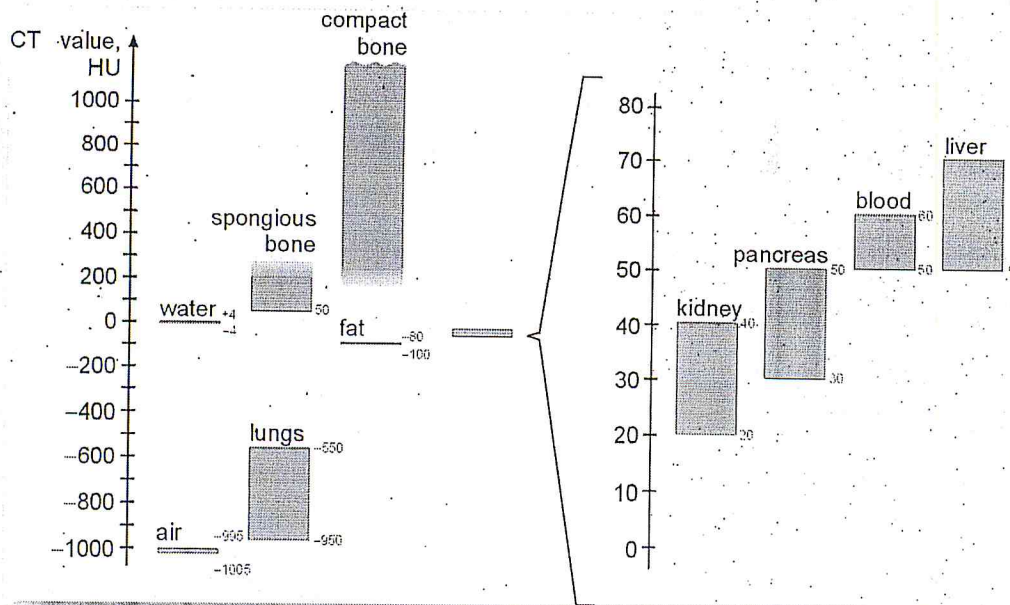 CT value,
HU
1000
800
600
400
200
0
–200
–400
–600
–800
–1000
compact
bone
spongious
bone
50
water
+4
–4
fat
–80
–100
lungs
–550
–950
air
–995
–1005
80
70
60
50
40
30
20
10
0
liver
blood
60
50
pancreas
50
30
kidney
40
20